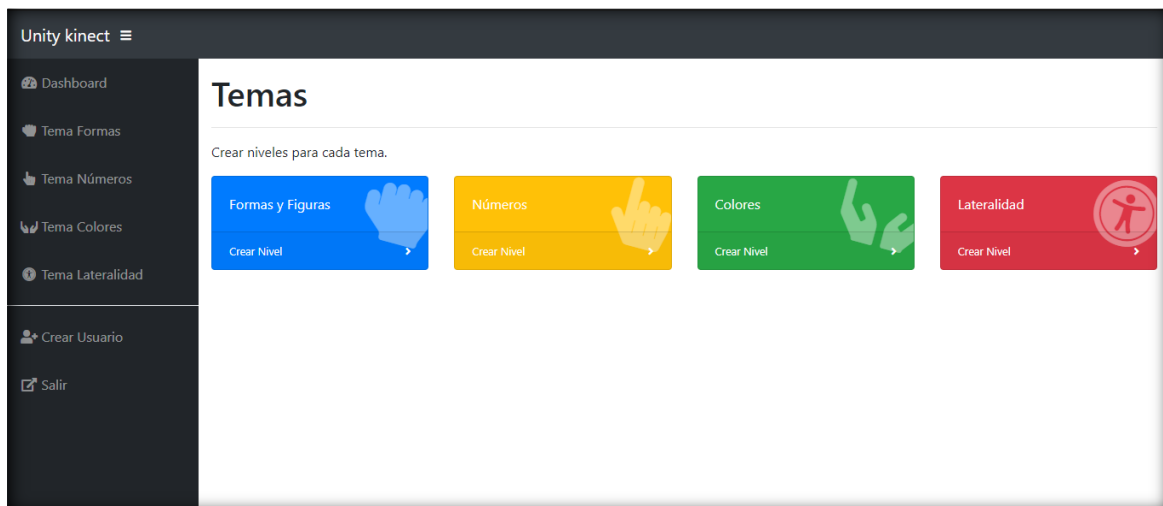 Unity kinect
Dashboard
Tema Formas
Tema Números
Tema Colores
Tema Lateralidad
Crear Usuario
Salir
Temas
Crear niveles para cada tema.
Formas y Figuras
Crear Nivel
Números
Crear Nivel
Colores
Crear Nivel
Lateralidad
Crear Nivel